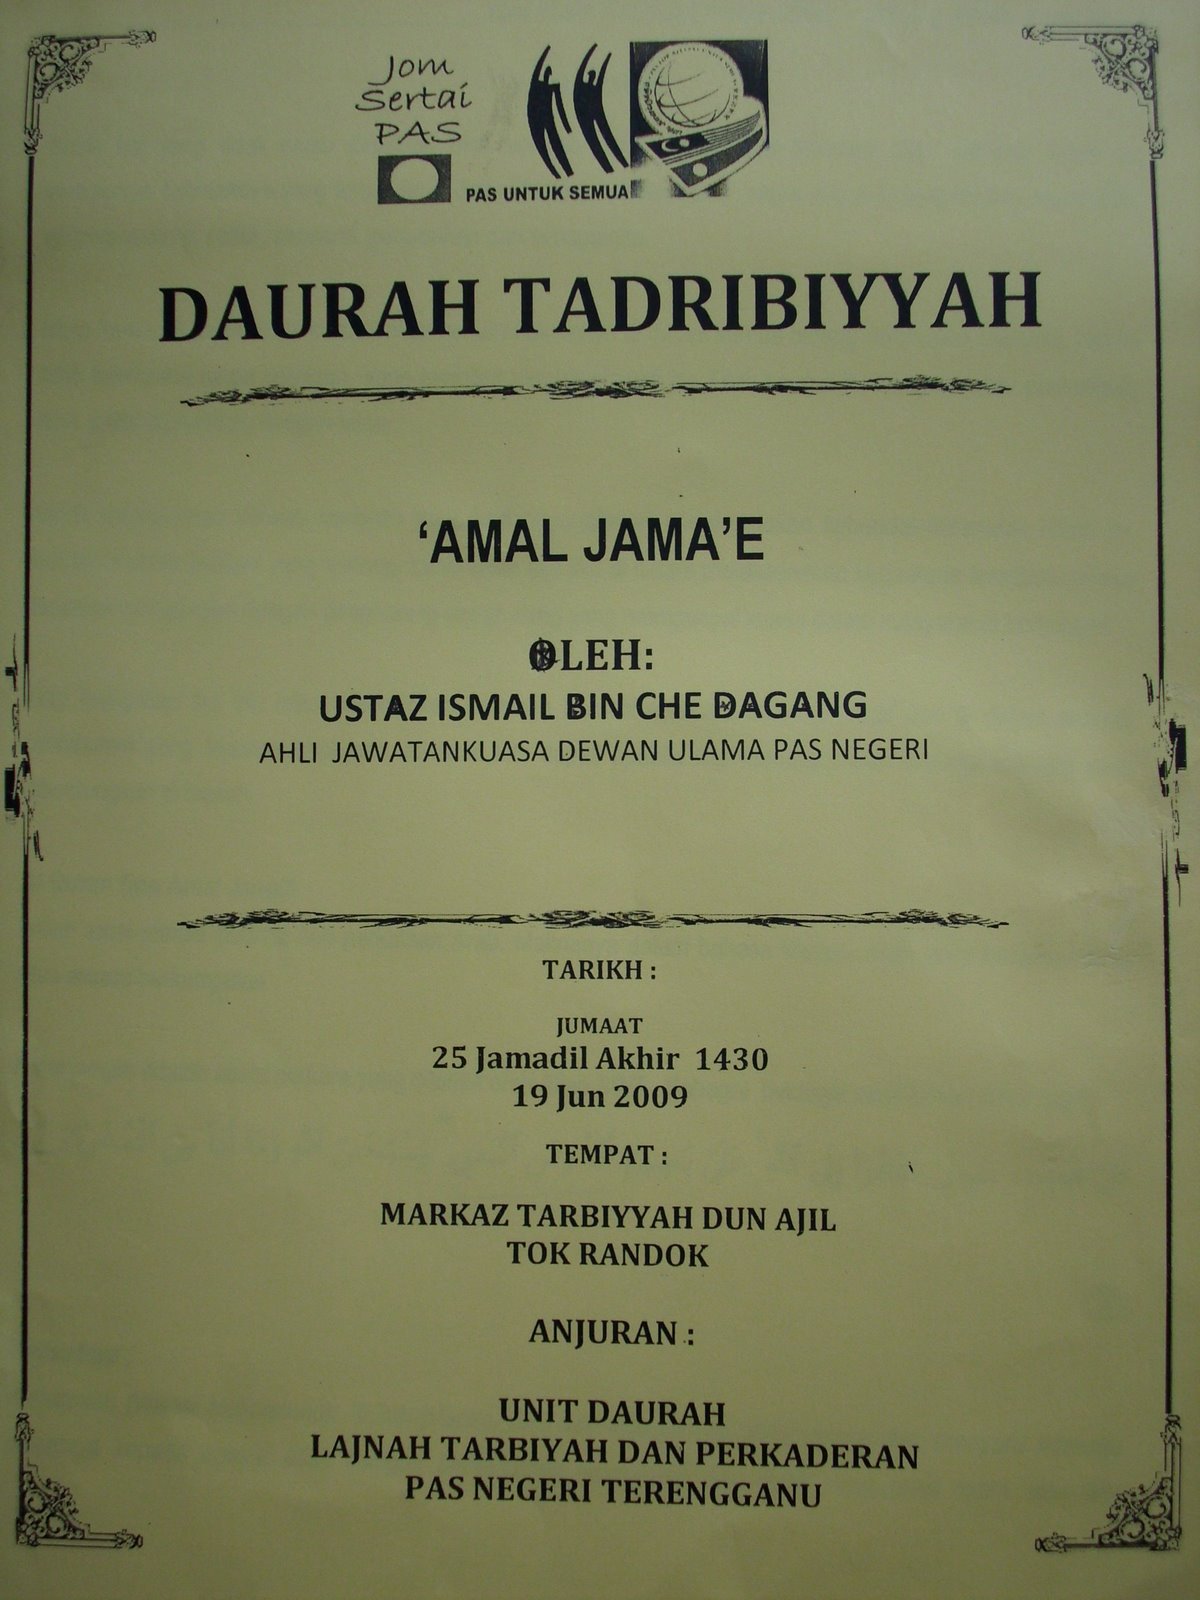 Jom
Sertai
PAS
PAS UNTUK SEMUA
DAURAH TADRIBIYYAH
‘AMAL JAMA’E
OLEH:
USTAZ ISMAIL BIN CHE DAGANG
AHLI JAWATANKUASA DEWAN ULAMA PAS NEGERI
TARIKH :
JUMAAT
25 Jamadil Akhir 1430
19 Jun 2009
TEMPAT :
MARKAZ TARBIYYAH DUN AJIL
TOK RANDOK
ANJURAN :
UNIT DAURAH
LAJNAH TARBIYAH DAN PERKADERAN
PAS NEGERI TERENGGANU